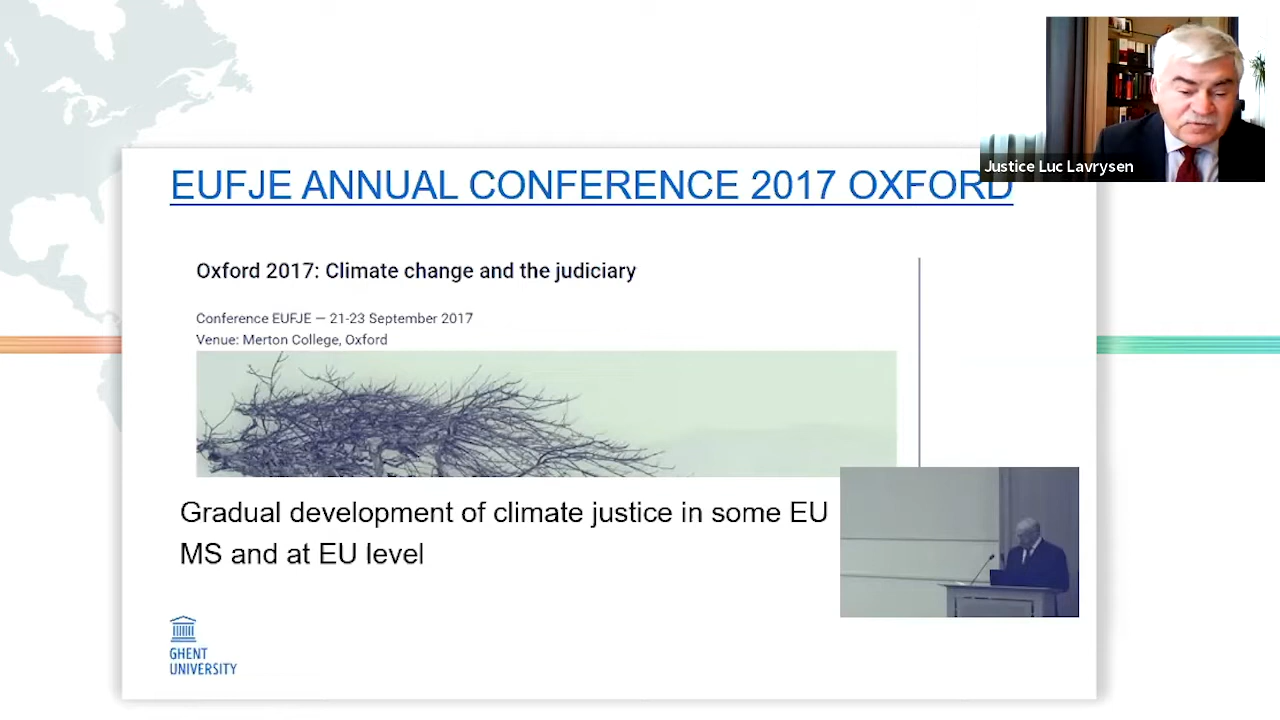 EUFJE ANNUAL CONFERENCE 2017 OXFORD
Justice Luc Lavrysen
Oxford 2017: Climate change and the judiciary
Conference EUFJE — 21-23 September 2017
Venue: Merton College, Oxford
Gradual development of climate justice in some EU
MS and at EU level
GHENT
UNIVERSITY